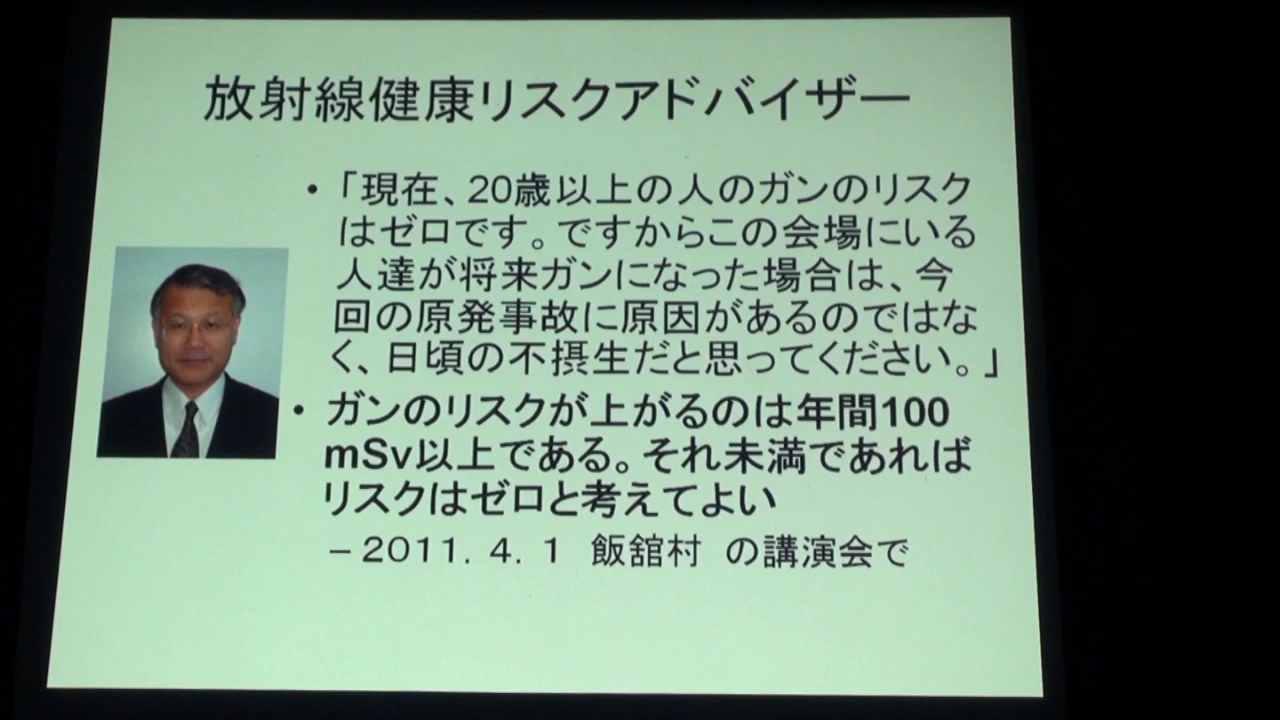 放射線健康リスクアドバイザー
・「現在、20歳以上の人のガンのリスク
はゼロです。ですからこの会場にいる
人達が将来ガンになった場合は、今
回の原発事故に原因があるのではな
く、日頃の不摂生だと思ってください。」
・ガンのリスクが上がるのは年間100
mSv以上である。それ未満であれば
リスクはゼロと考えてよい
－２０１１．４．１　飯舘村　の講演会で